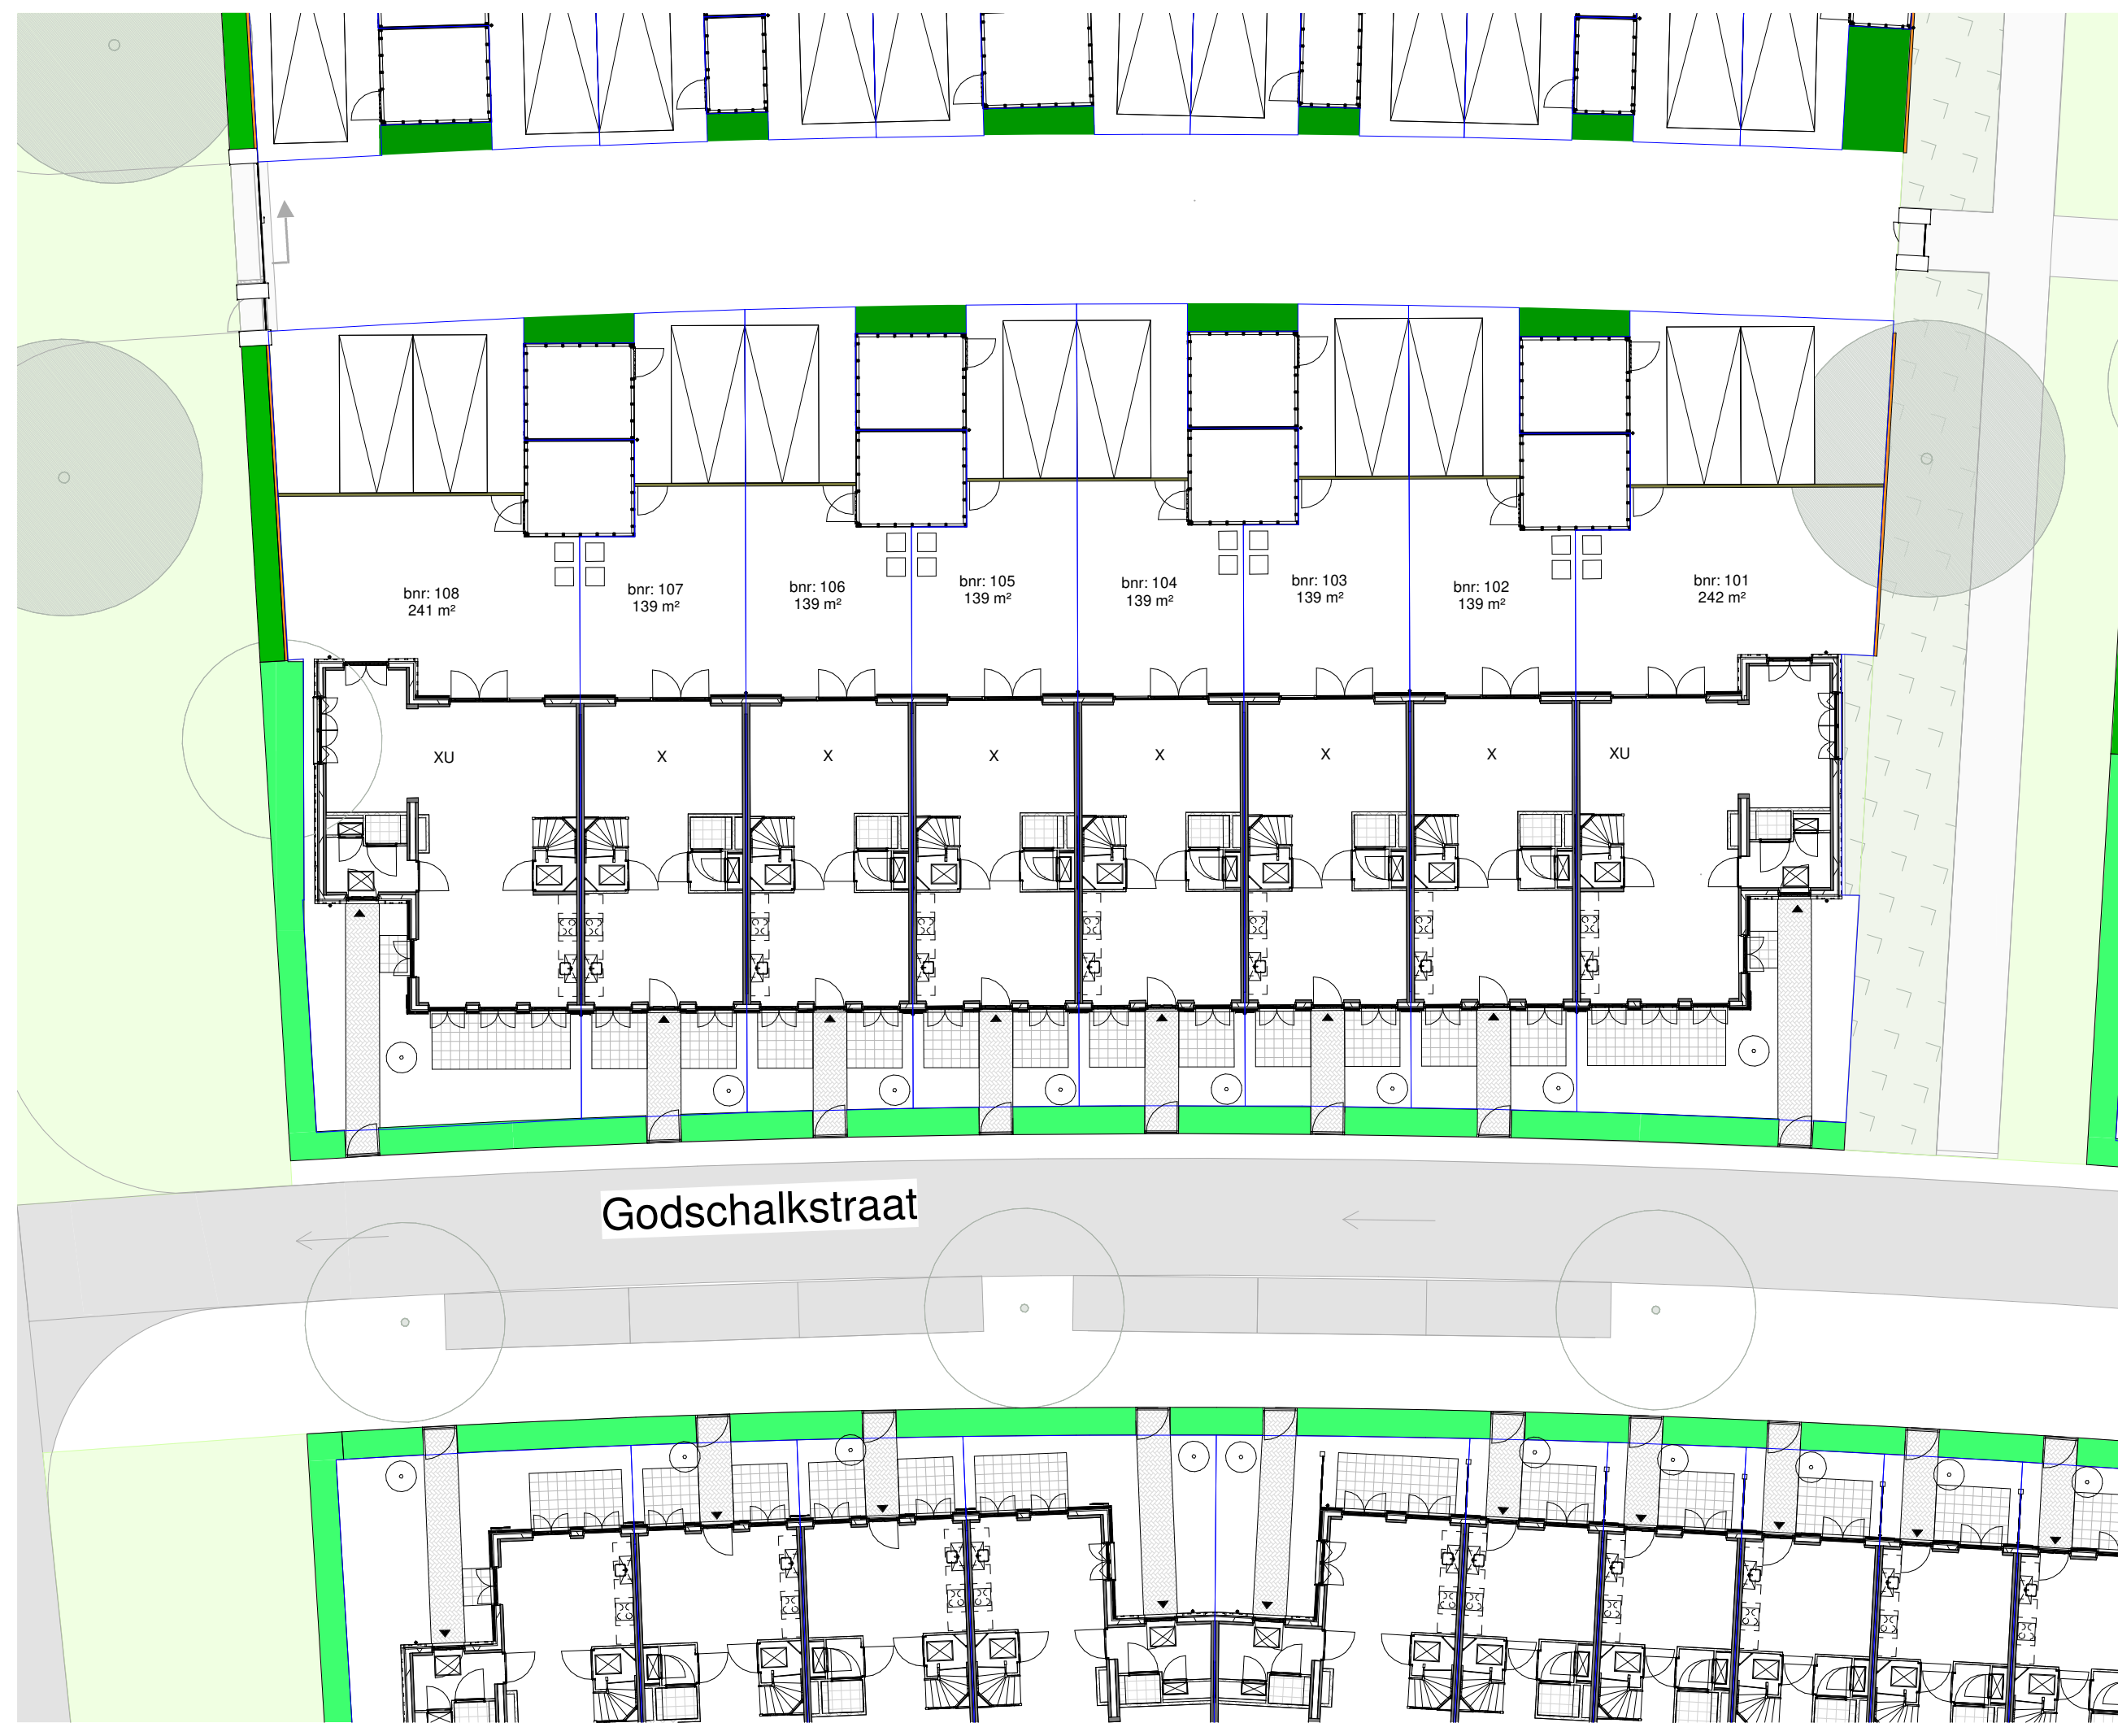 bnr: 108
241 m²
bnr: 107
139 m²
bnr: 106
139 m²
bnr: 105
139 m²
bnr: 104
139 m²
bnr: 103
139 m²
bnr: 102
139 m²
bnr: 101
242 m²
XU
X
X
X
X
X
X
XU
Godschalkstraat